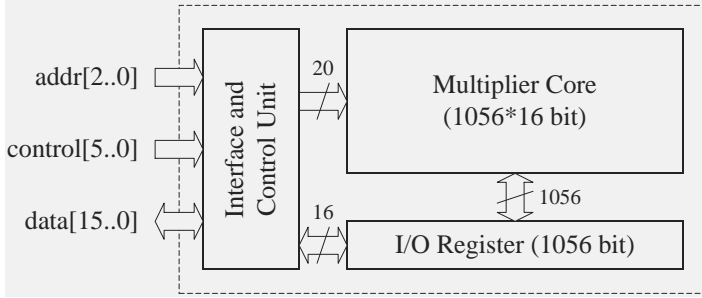 addr[2..0]
control[5..0]
data[15..0]
Interface and
Control Unit
20
16
Multiplier Core
(1056*16 bit)
1056
I/O Register (1056 bit)